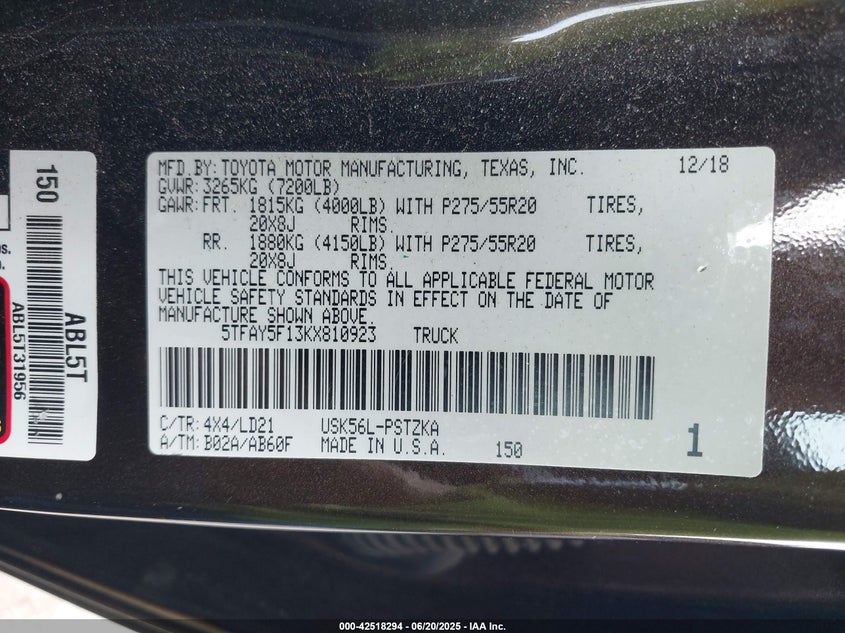 MFD.BY:TOYOTA MOTOR MANUFACTURING, TEXAS, INC. 12/18
GVWR:3265KG (7200LB)
GAWR:FRT. 1815KG (4000LB) WITH P275/55R20 TIRES,
20X8J RIMS.
RR. 1880KG (4150LB) WITH P275/55R20 TIRES,
20X8J RIMS.
THIS VEHICLE CONFORMS TO ALL APPLICABLE FEDERAL MOTOR
VEHICLE SAFETY STANDARDS IN EFFECT ON THE DATE OF
MANUFACTURE SHOWN ABOVE.
5TFAY5F13KX810923 TRUCK
C/TR:4X4/LD21 USK56L-PSTZKA
A/TM:B02A/AB60F MADE IN U.S.A. 150 1
150
ABL5T
ABL5T31956
000-42518294 - 06/20/2025 - IAA Inc.